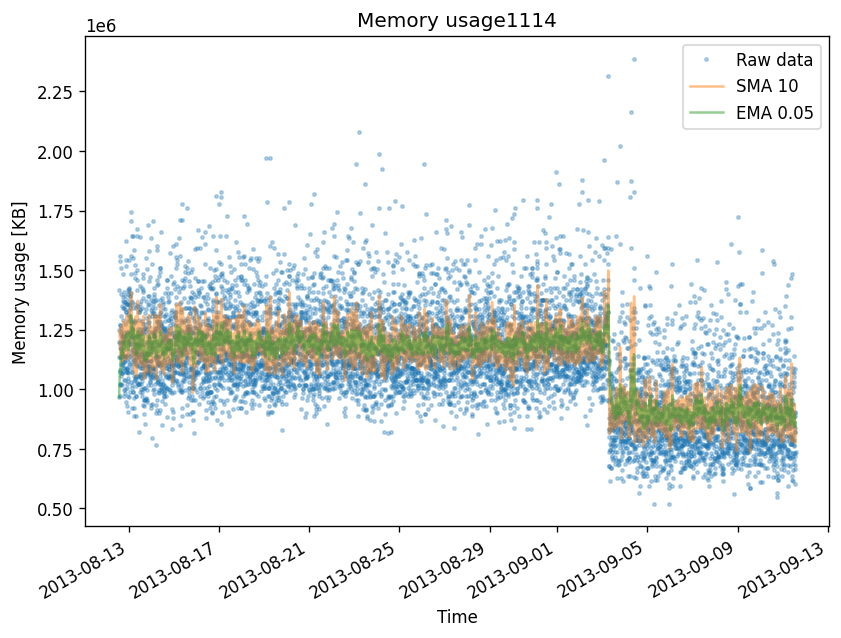 Memory usage1114
1e6
Raw data
SMA 10
EMA 0.05
2.25
2.00
1.75
1.50
1.25
1.00
0.75
0.50
Memory usage [KB]
2013-08-13
2013-08-17
2013-08-21
2013-08-25
2013-08-29
2013-09-01
2013-09-05
2013-09-09
2013-09-13
Time